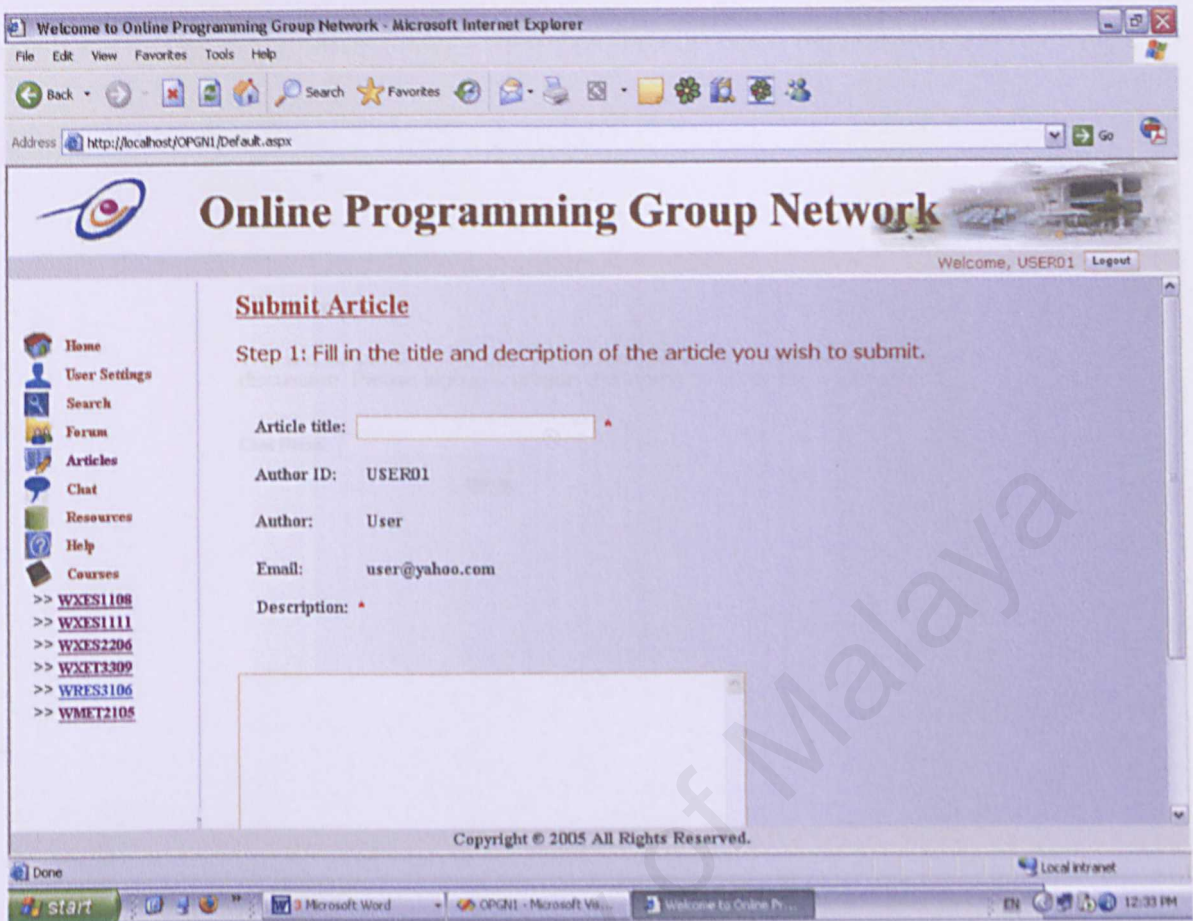 Welcome to Online Programming Group Network - Microsoft Internet Explorer
File Edit View Favorites Tools Help
Back Search Favorites
Address http://localhost/OPGN1/Default.aspx Go
Online Programming Group Network
Welcome, USER01 Logout
Home
User Settings
Search
Forum
Articles
Chat
Resources
Help
Courses
>> WXES1108
>> WXES1111
>> WXES2206
>> WXET3309
>> WRES3106
>> WMET2105
Submit Article
Step 1: Fill in the title and decription of the article you wish to submit.
Article title: *
Author ID: USER01
Author: User
Email: user@yahoo.com
Description: *
of Malaya
Copyright © 2005 All Rights Reserved.
Done Local intranet
start 3 Microsoft Word OPGN1 - Microsoft Vis... Welcome to Online Pr... EN 12:33 PM